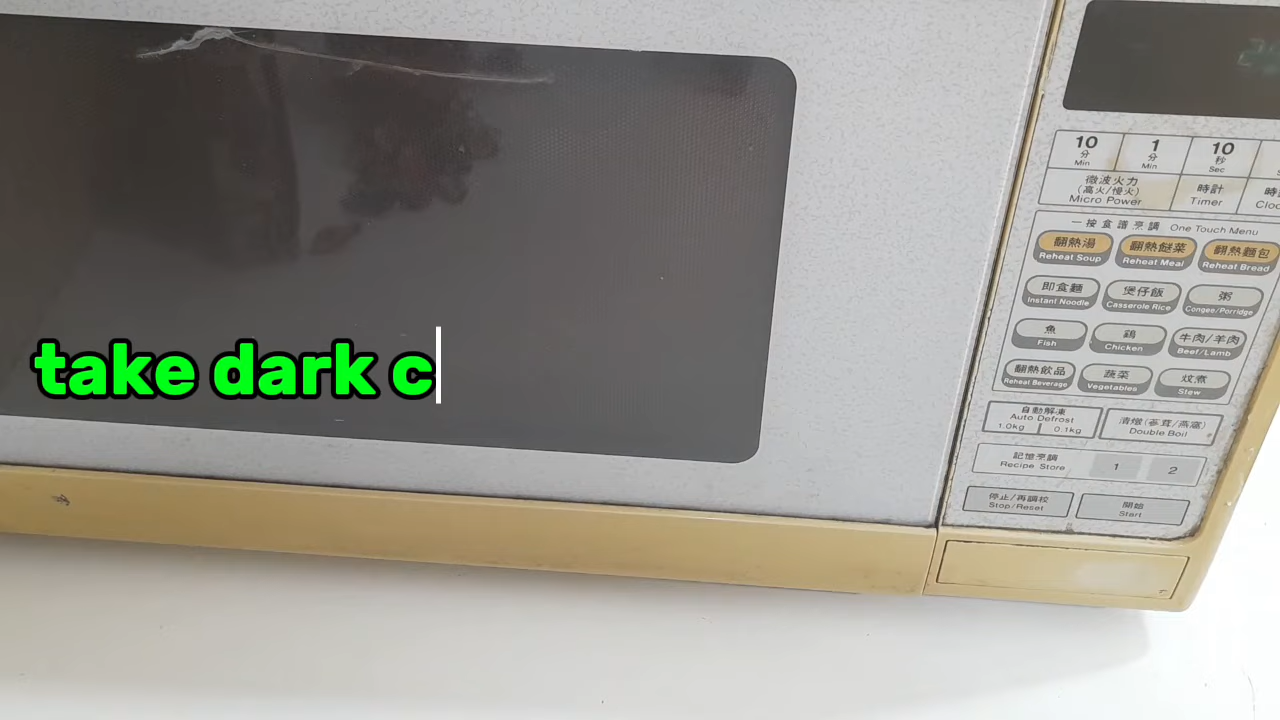 10 1 10
分 分 秒
Min Min Sec
微波火力
(高火/慢火)
Micro Power
時計
Timer
時
Cloc
一按食譜烹調 One Touch Menu
翻熱湯 翻熱餸菜 翻熱麵包
Reheat Soup Reheat Meal Reheat Bread
即食麵 煲仔飯 粥
Instant Noodle Casserole Rice Congee/Porridge
魚 鷄 牛肉/羊肉
Fish Chicken Beef/Lamb
翻熱飲品 蔬菜 炆煮
Reheat Beverage Vegetables Stew
take dark c
自動解凍
Auto Defrost
1.0kg 0.1kg
清燉(蔘茸/燕窩)
Double Boil
記憶烹調
Recipe Store
1 2
停止/再調校
Stop/Reset
開始
Start